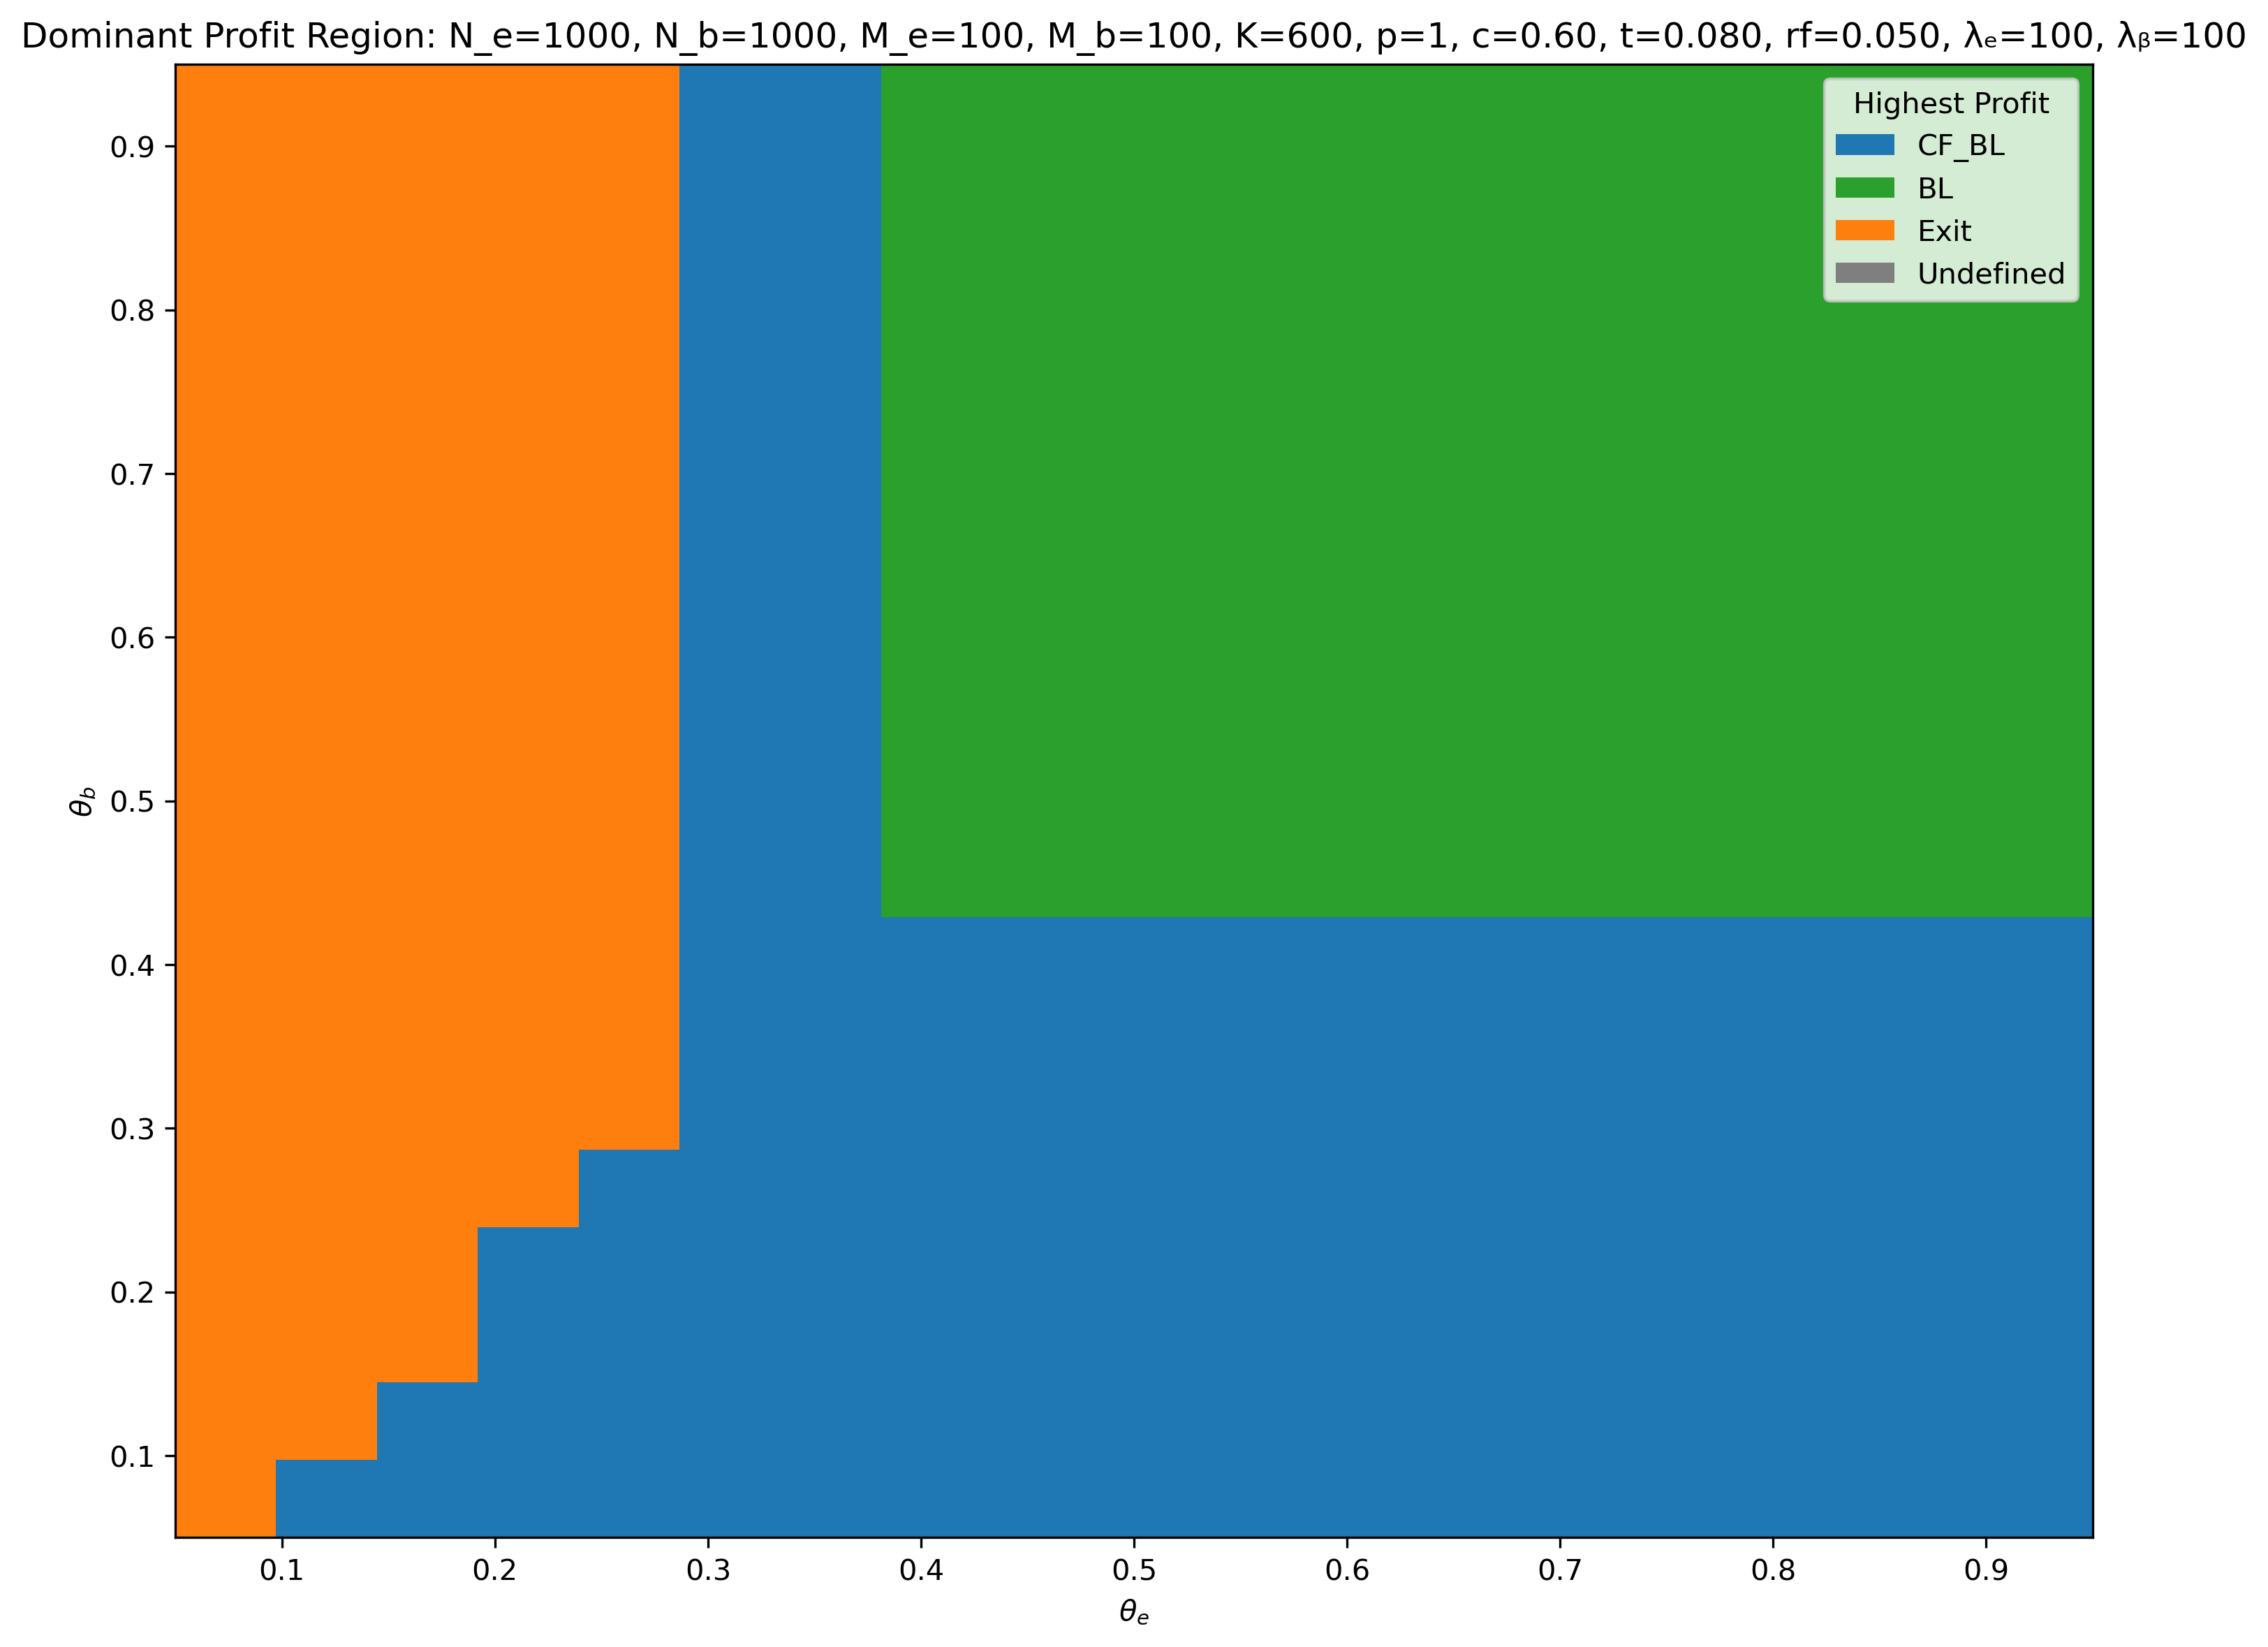 Dominant Profit Region: N_e=1000, N_b=1000, M_e=100, M_b=100, K=600, p=1, c=0.60, t=0.080, rf=0.050, λₑ=100, λᵦ=100
Highest Profit
CF_BL
BL
Exit
Undefined
θ_b
0.9
0.8
0.7
0.6
0.5
0.4
0.3
0.2
0.1
0.1 0.2 0.3 0.4 0.5 0.6 0.7 0.8 0.9
θₑ